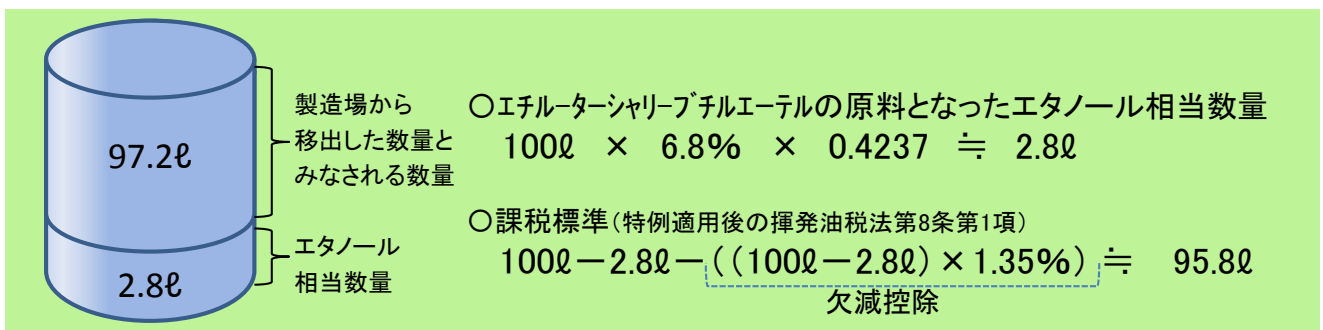 97.2ℓ
製造場から
移出した数量と
みなされる数量
エタノール
相当数量
2.8ℓ
〇エチル－ターシャリーブチルエーテルの原料となったエタノール相当数量
100ℓ × 6.8% × 0.4237 ≒ 2.8ℓ
〇課税標準（特例適用後の揮発油税法第8条第1項）
100ℓ－2.8ℓ－（（100ℓ－2.8ℓ）×1.35%）≒ 95.8ℓ
欠減控除